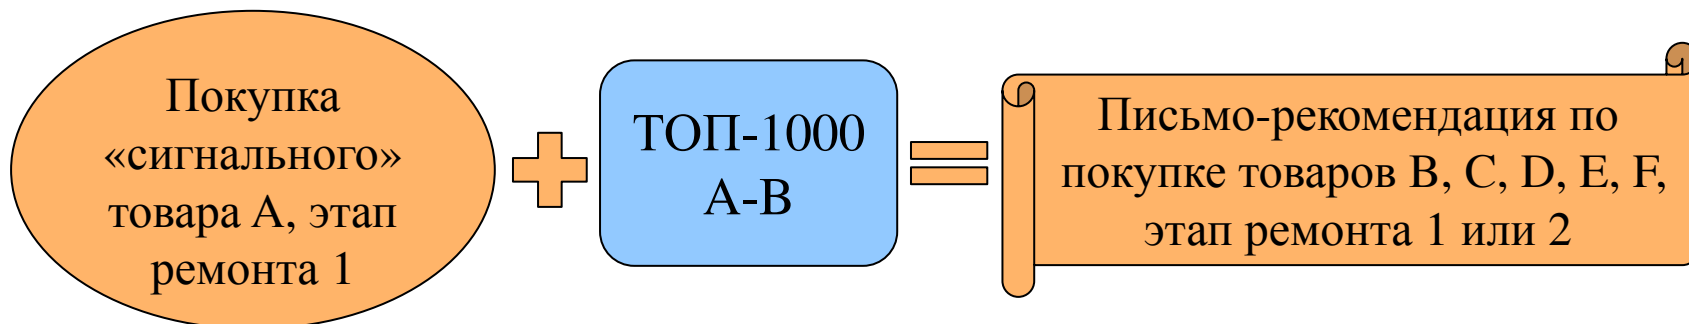 Покупка
«сигнального»
товара A, этап
ремонта 1
ТОП-1000
A-B
Письмо-рекомендация по
покупке товаров B, C, D, E, F,
этап ремонта 1 или 2